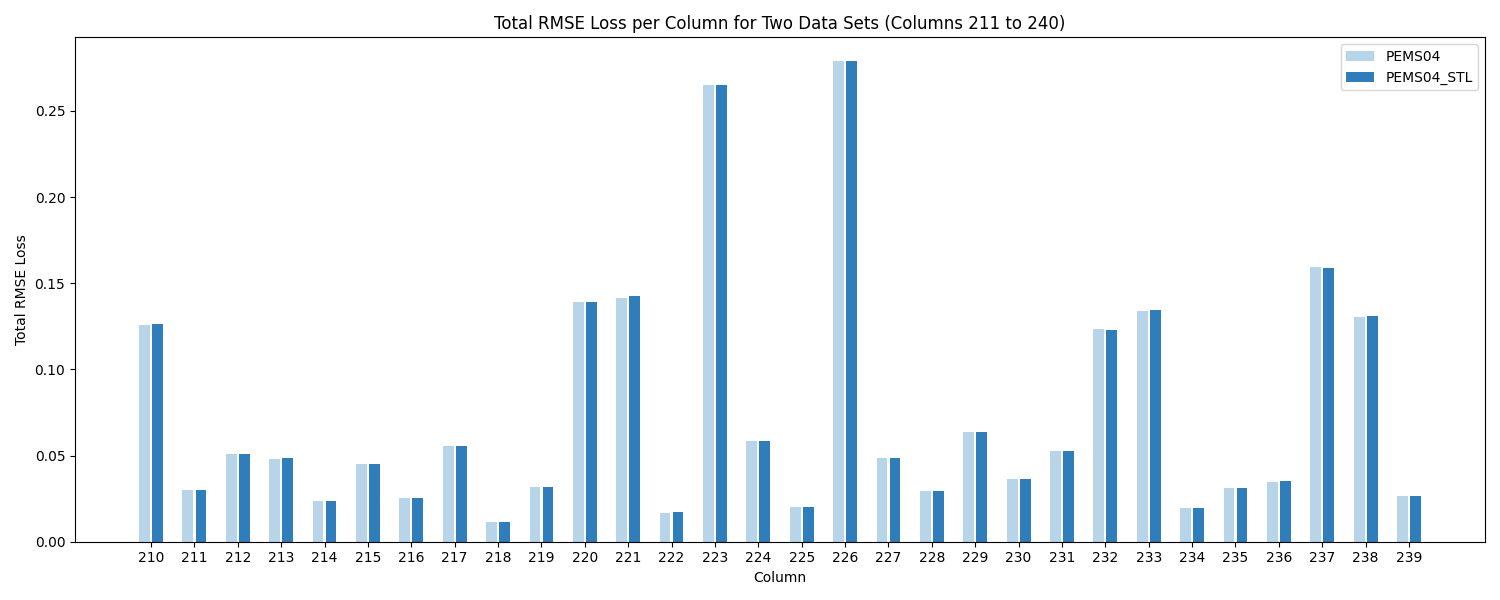 Total RMSE Loss per Column for Two Data Sets (Columns 211 to 240)
PEMS04
PEMS04_STL
Total RMSE Loss
0.25
0.20
0.15
0.10
0.05
0.00
210 211 212 213 214 215 216 217 218 219 220 221 222 223 224 225 226 227 228 229 230 231 232 233 234 235 236 237 238 239
Column